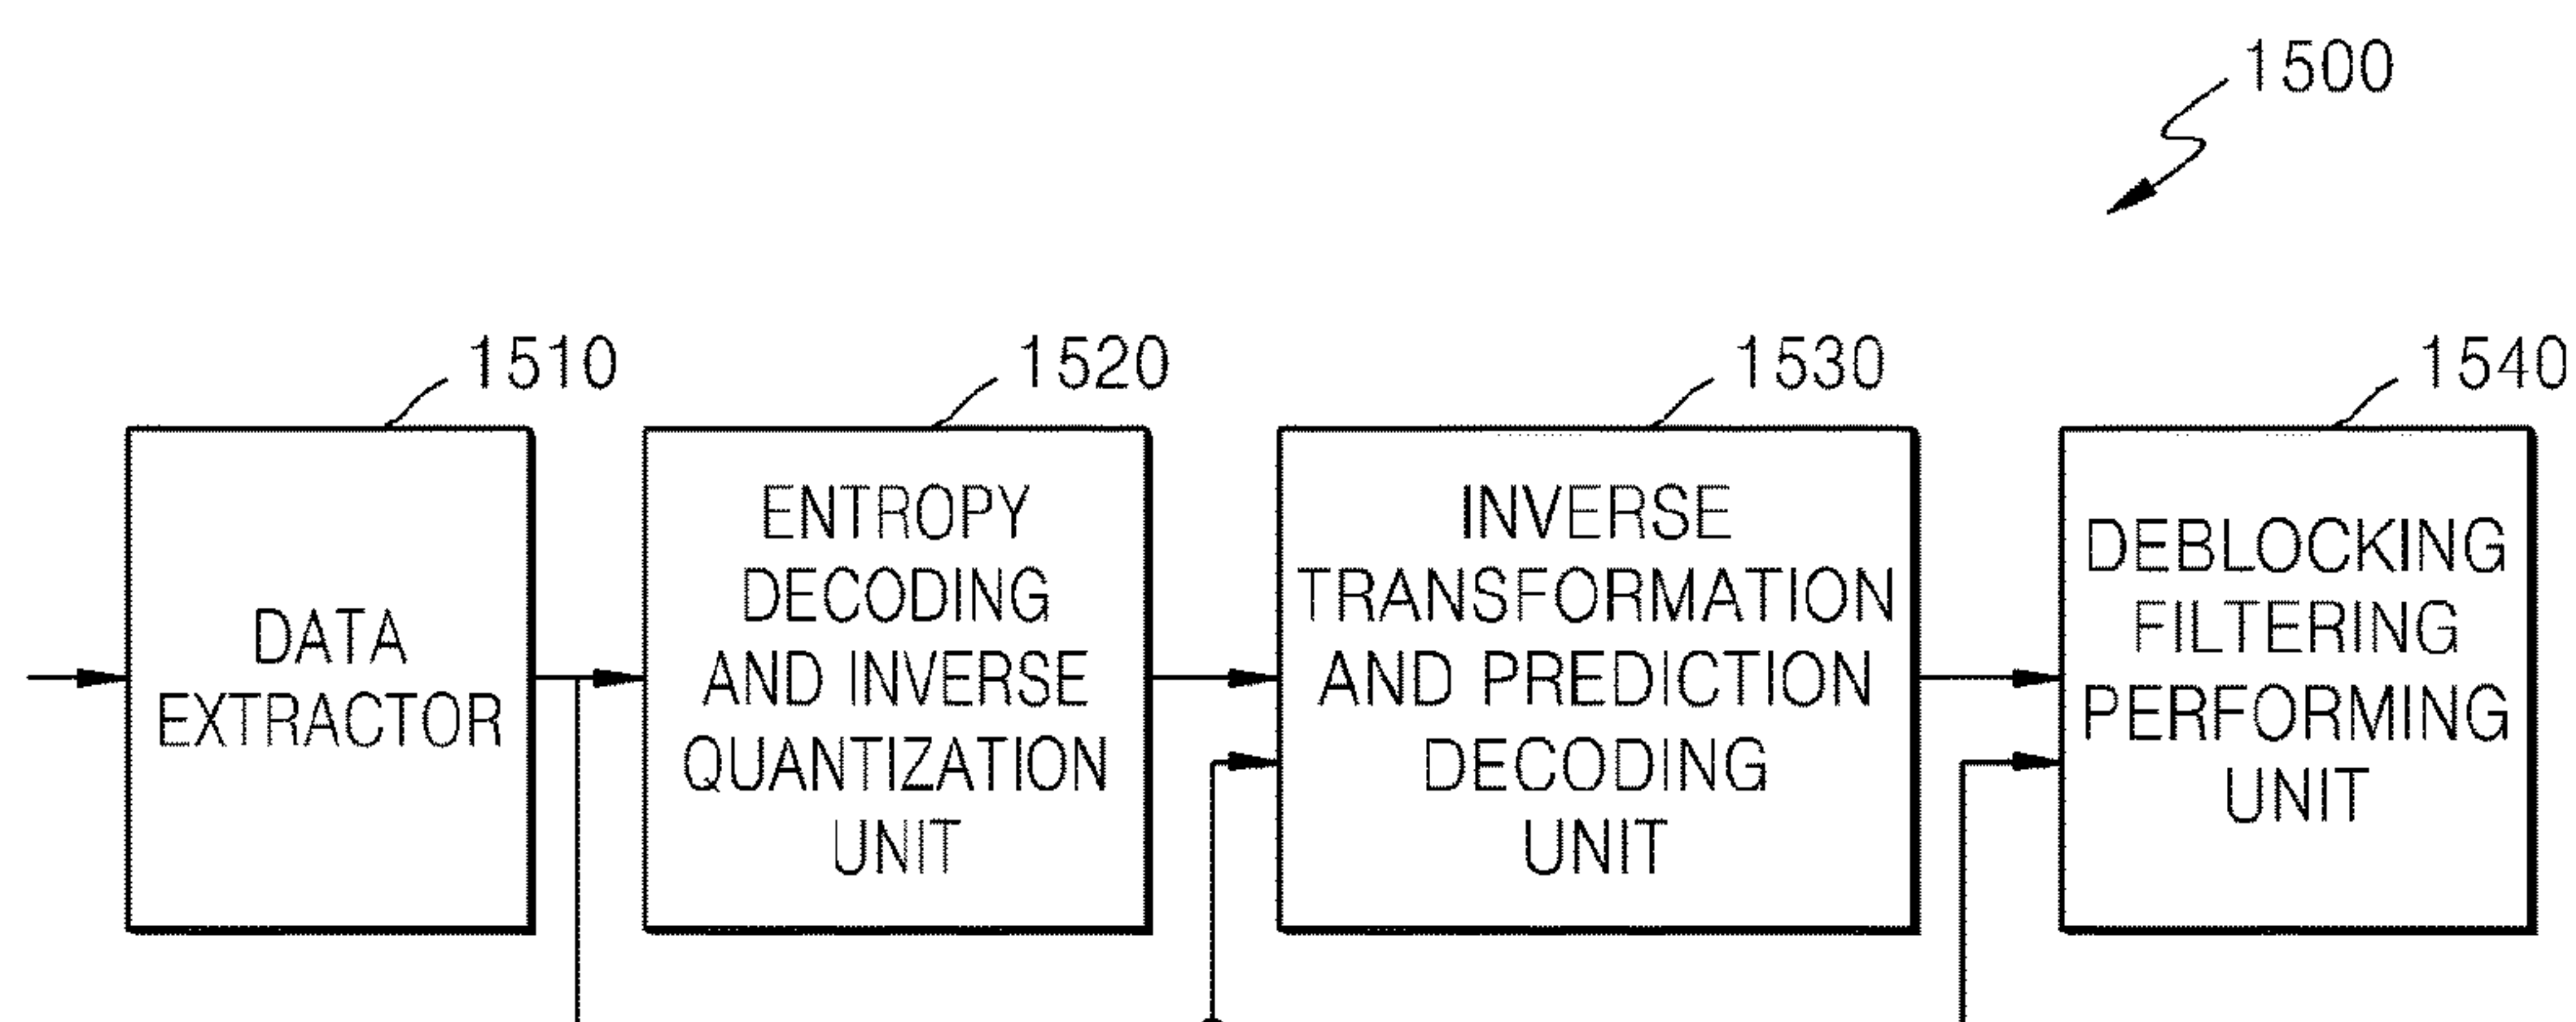 1500
1510
1520
1530
1540
DATA
EXTRACTOR
ENTROPY
DECODING
AND INVERSE
QUANTIZATION
UNIT
INVERSE
TRANSFORMATION
AND PREDICTION
DECODING
UNIT
DEBLOCKING
FILTERING
PERFORMING
UNIT